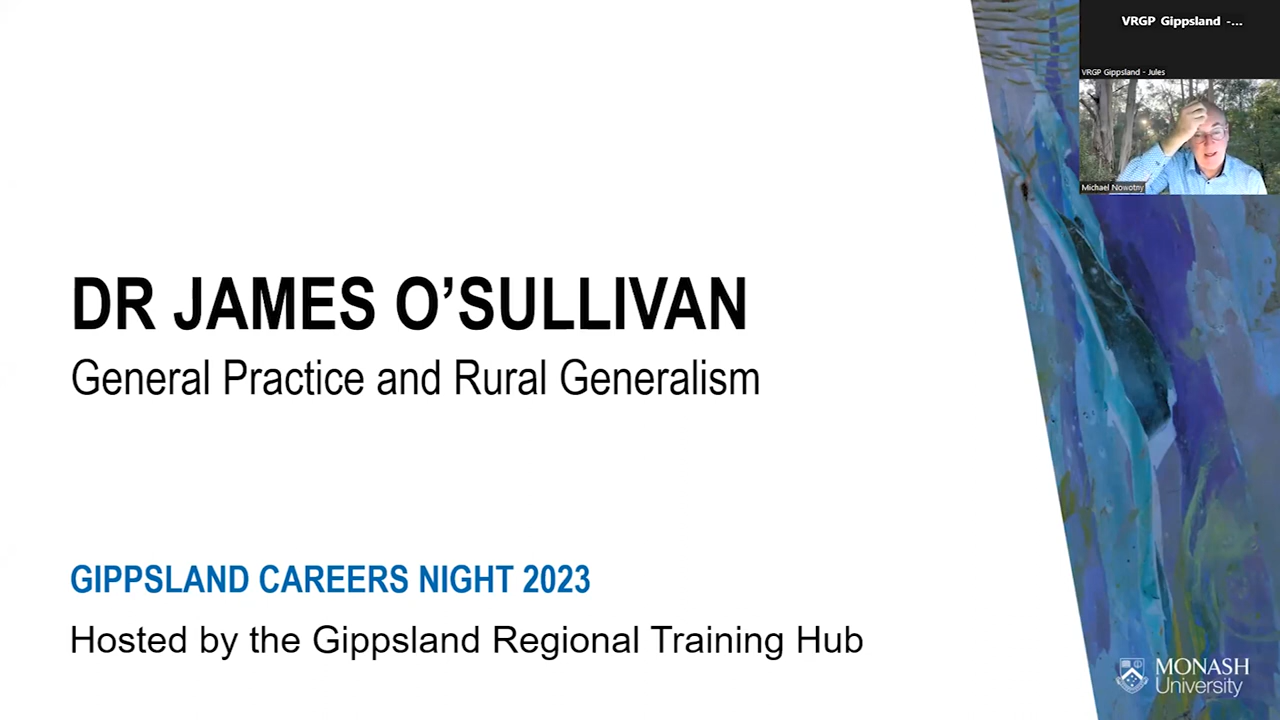 VRGP Gippsland -...
VRGP Gippsland - Jules
Michael Nowotny
DR JAMES O’SULLIVAN
General Practice and Rural Generalism
GIPPSLAND CAREERS NIGHT 2023
Hosted by the Gippsland Regional Training Hub
MONASH
University